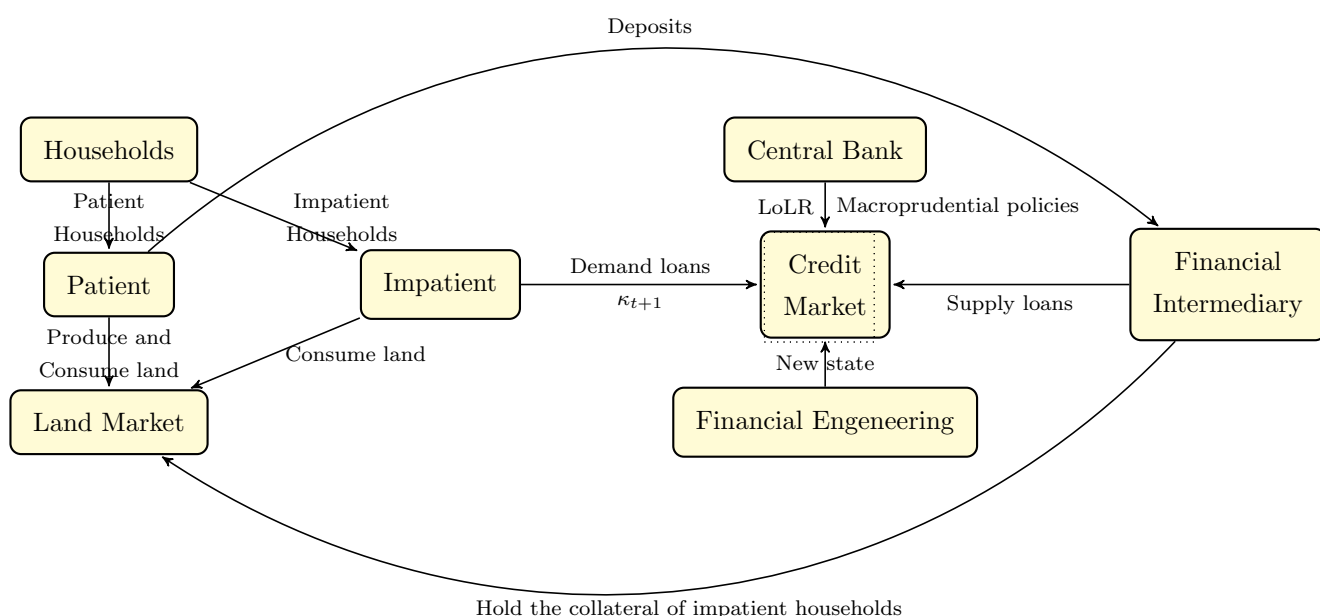 Deposits
Households
Central Bank
Patient
Households
Impatient
Households
LoLR
Macroprudential policies
Patient
Impatient
Demand loans
κt+1
Credit
Market
Supply loans
Financial
Intermediary
Produce and
Consume land
Consume land
New state
Land Market
Financial Engeneering
Hold the collateral of impatient households